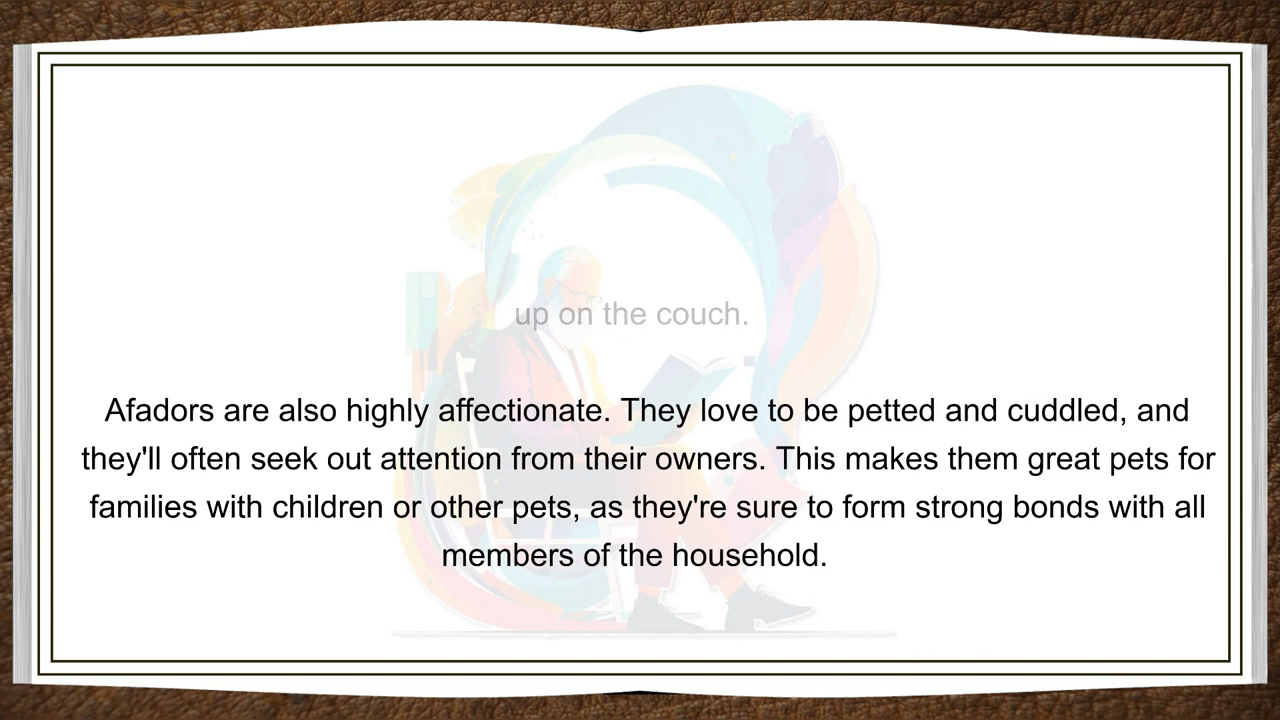 up on the couch.
Afadors are also highly affectionate. They love to be petted and cuddled, and
they'll often seek out attention from their owners. This makes them great pets for
families with children or other pets, as they're sure to form strong bonds with all
members of the household.